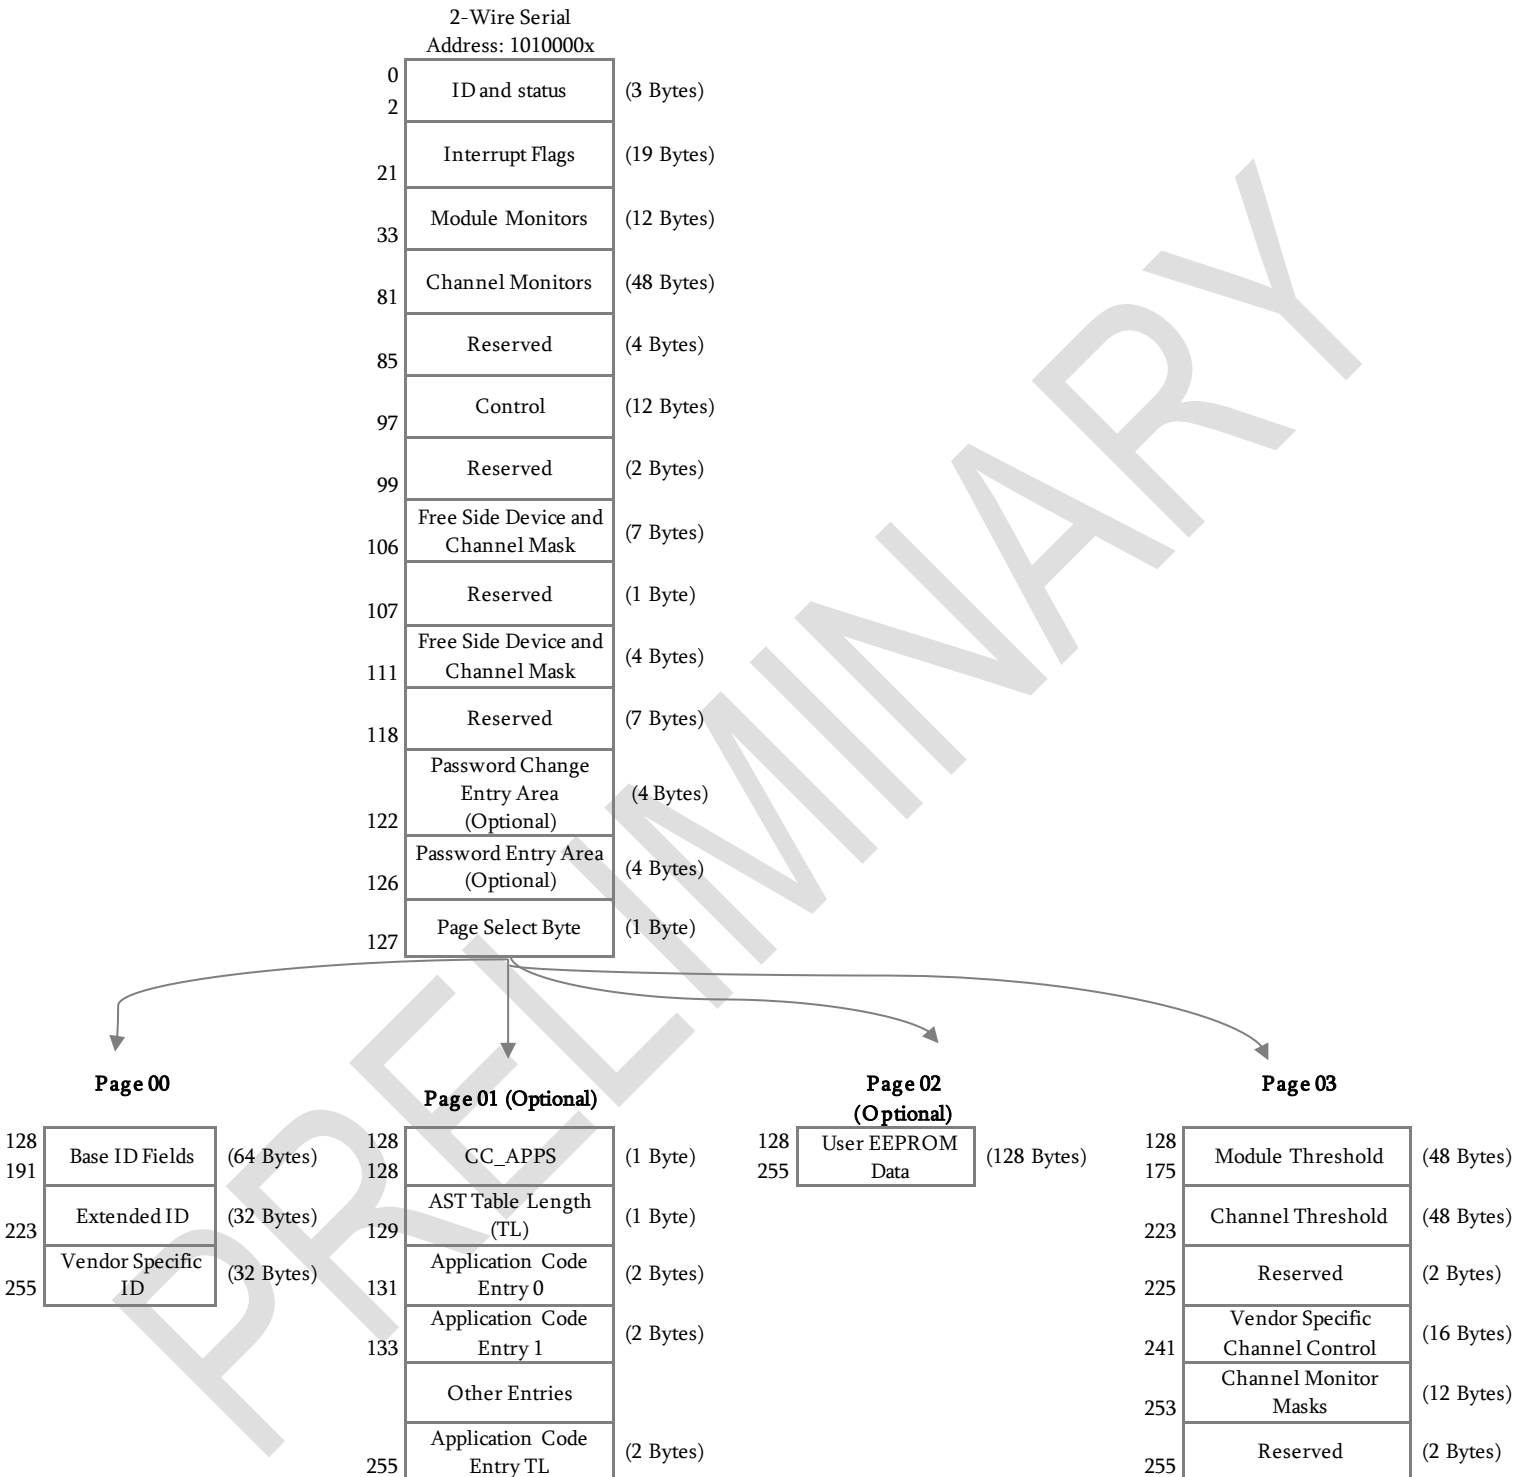 2-Wire Serial
Address: 1010000x
0
2
ID and status
(3 Bytes)
21
Interrupt Flags
(19 Bytes)
33
Module Monitors
(12 Bytes)
81
Channel Monitors
(48 Bytes)
85
Reserved
(4 Bytes)
97
Control
(12 Bytes)
99
Reserved
(2 Bytes)
106
Free Side Device and
Channel Mask
(7 Bytes)
107
Reserved
(1 Byte)
111
Free Side Device and
Channel Mask
(4 Bytes)
118
Reserved
(7 Bytes)
122
Password Change
Entry Area
(Optional)
(4 Bytes)
126
Password Entry Area
(Optional)
(4 Bytes)
127
Page Select Byte
(1 Byte)
Page 00
128
191
Base ID Fields
(64 Bytes)
223
Extended ID
(32 Bytes)
255
Vendor Specific
ID
(32 Bytes)
Page 01 (Optional)
128
128
CC_APPS
(1 Byte)
129
AST Table Length
(TL)
(1 Byte)
131
Application Code
Entry 0
(2 Bytes)
133
Application Code
Entry 1
(2 Bytes)
Other Entries
255
Application Code
Entry TL
(2 Bytes)
Page 02
(Optional)
128
255
User EEPROM
Data
(128 Bytes)
Page 03
128
175
Module Threshold
(48 Bytes)
223
Channel Threshold
(48 Bytes)
225
Reserved
(2 Bytes)
241
Vendor Specific
Channel Control
(16 Bytes)
253
Channel Monitor
Masks
(12 Bytes)
255
Reserved
(2 Bytes)
PRELIMINARY